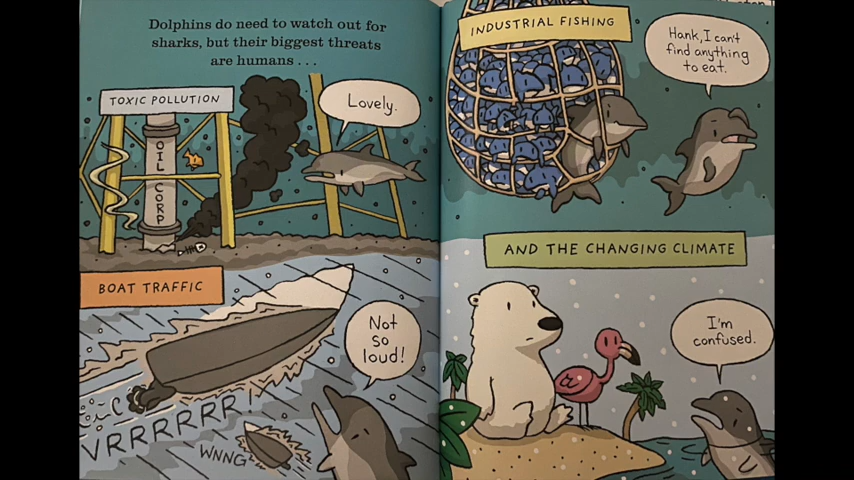 Dolphins do need to watch out for
sharks, but their biggest threats
are humans . . .
TOXIC POLLUTION
Lovely.
OIL
CORP
BOAT TRAFFIC
Not
so
loud!
VRRRRRR!
WNNG
INDUSTRIAL FISHING
Hank, I can't
find anything
to eat.
AND THE CHANGING CLIMATE
I'm
confused.